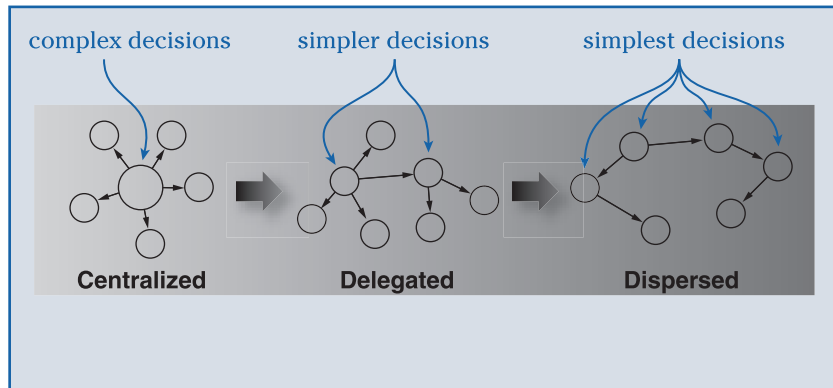 complex decisions
simpler decisions
simplest decisions
Centralized
Delegated
Dispersed